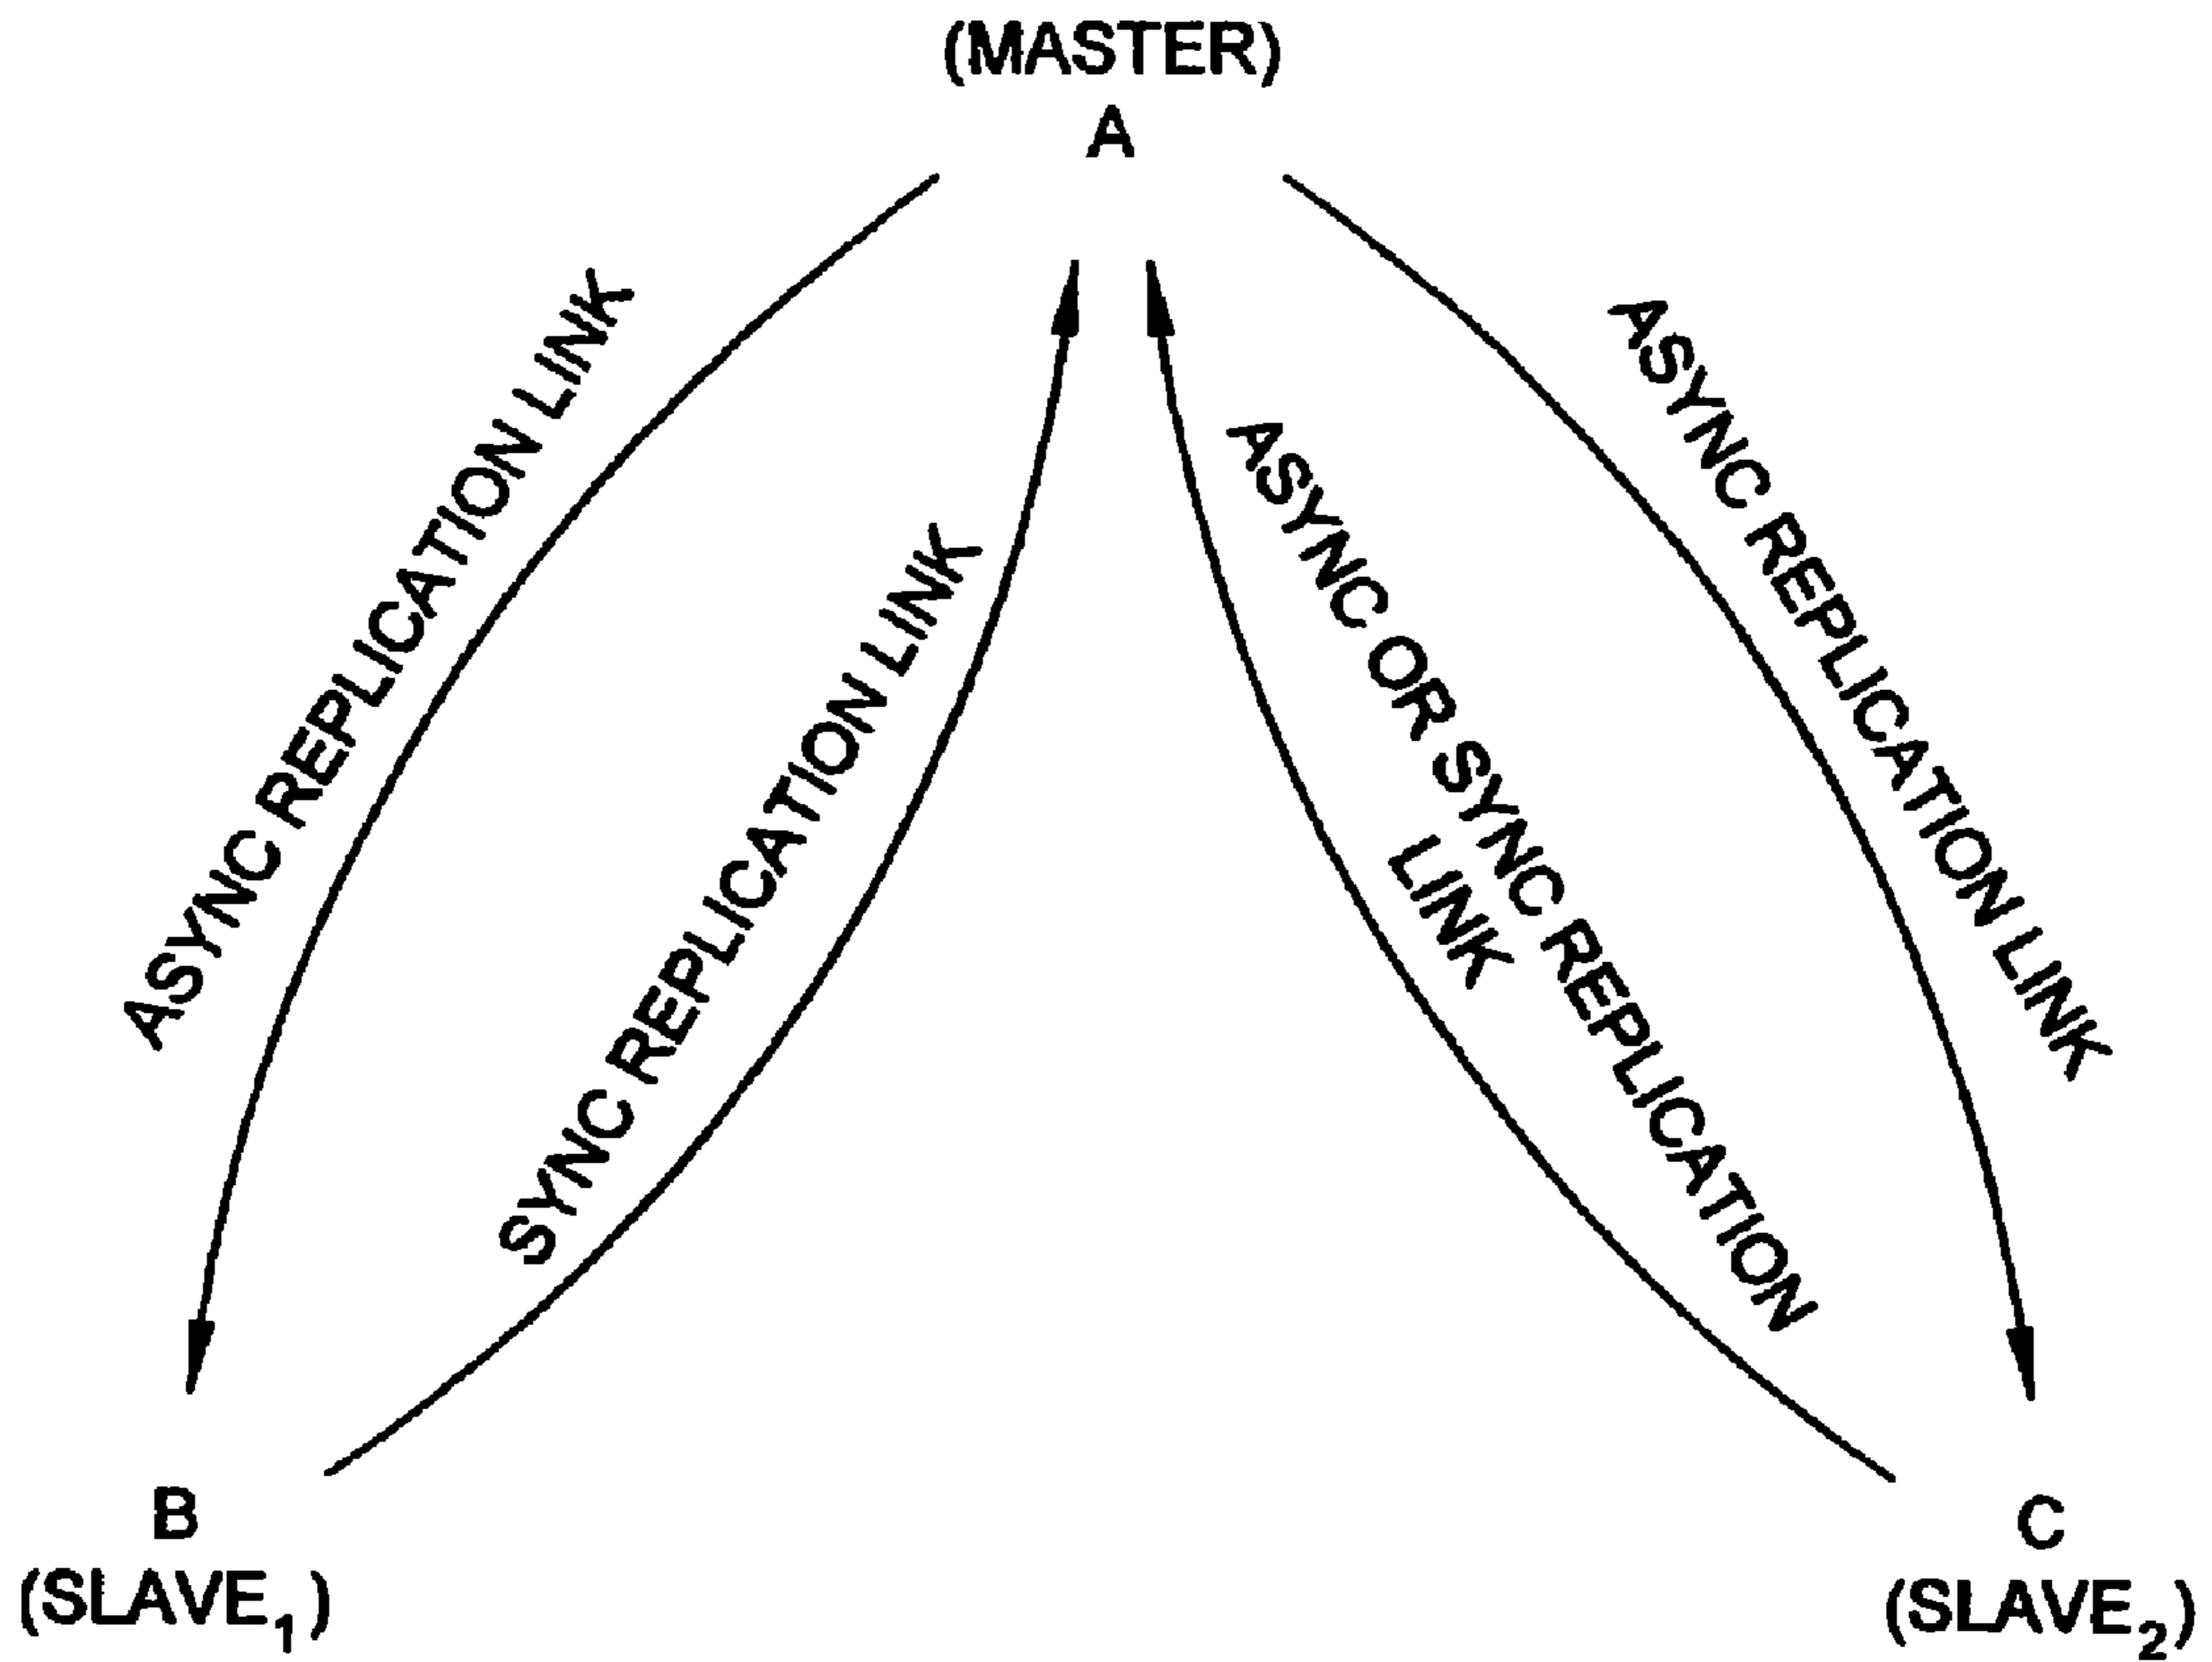 (MASTER)
A
ASYNC REPLICATION LINK
SYNC REPLICATION LINK
ASYNC OR SYNC REPLICATION
LINK
ASYNC REPLICATION LINK
B
(SLAVE1)
C
(SLAVE2)